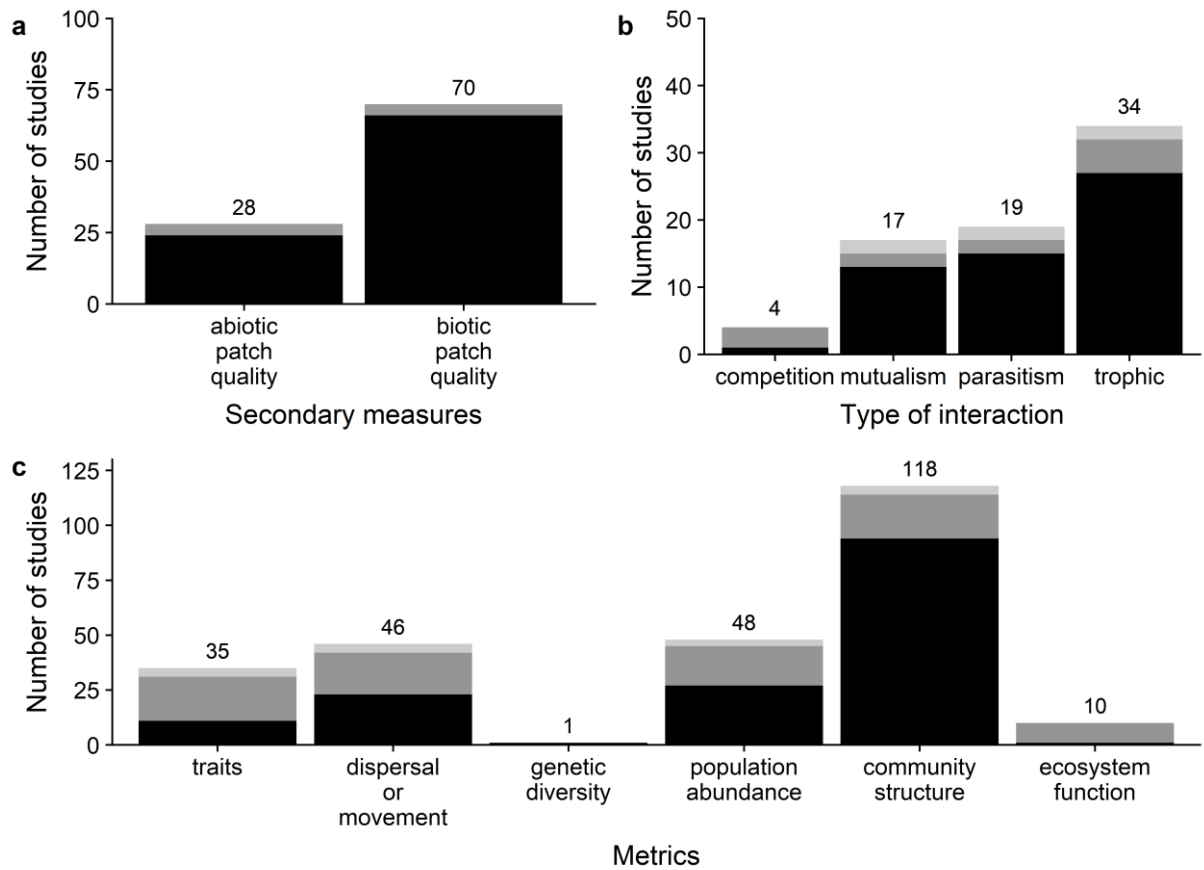 a
Number of studies
100
75
50
25
0
28
70
abiotic
patch
quality
biotic
patch
quality
Secondary measures
b
Number of studies
50
40
30
20
10
0
4
17
19
34
competition mutualism parasitism trophic
Type of interaction
c
Number of studies
125
100
75
50
25
0
35
46
1
48
118
10
traits
dispersal
or
movement
genetic
diversity
population
abundance
community
structure
ecosystem
function
Metrics